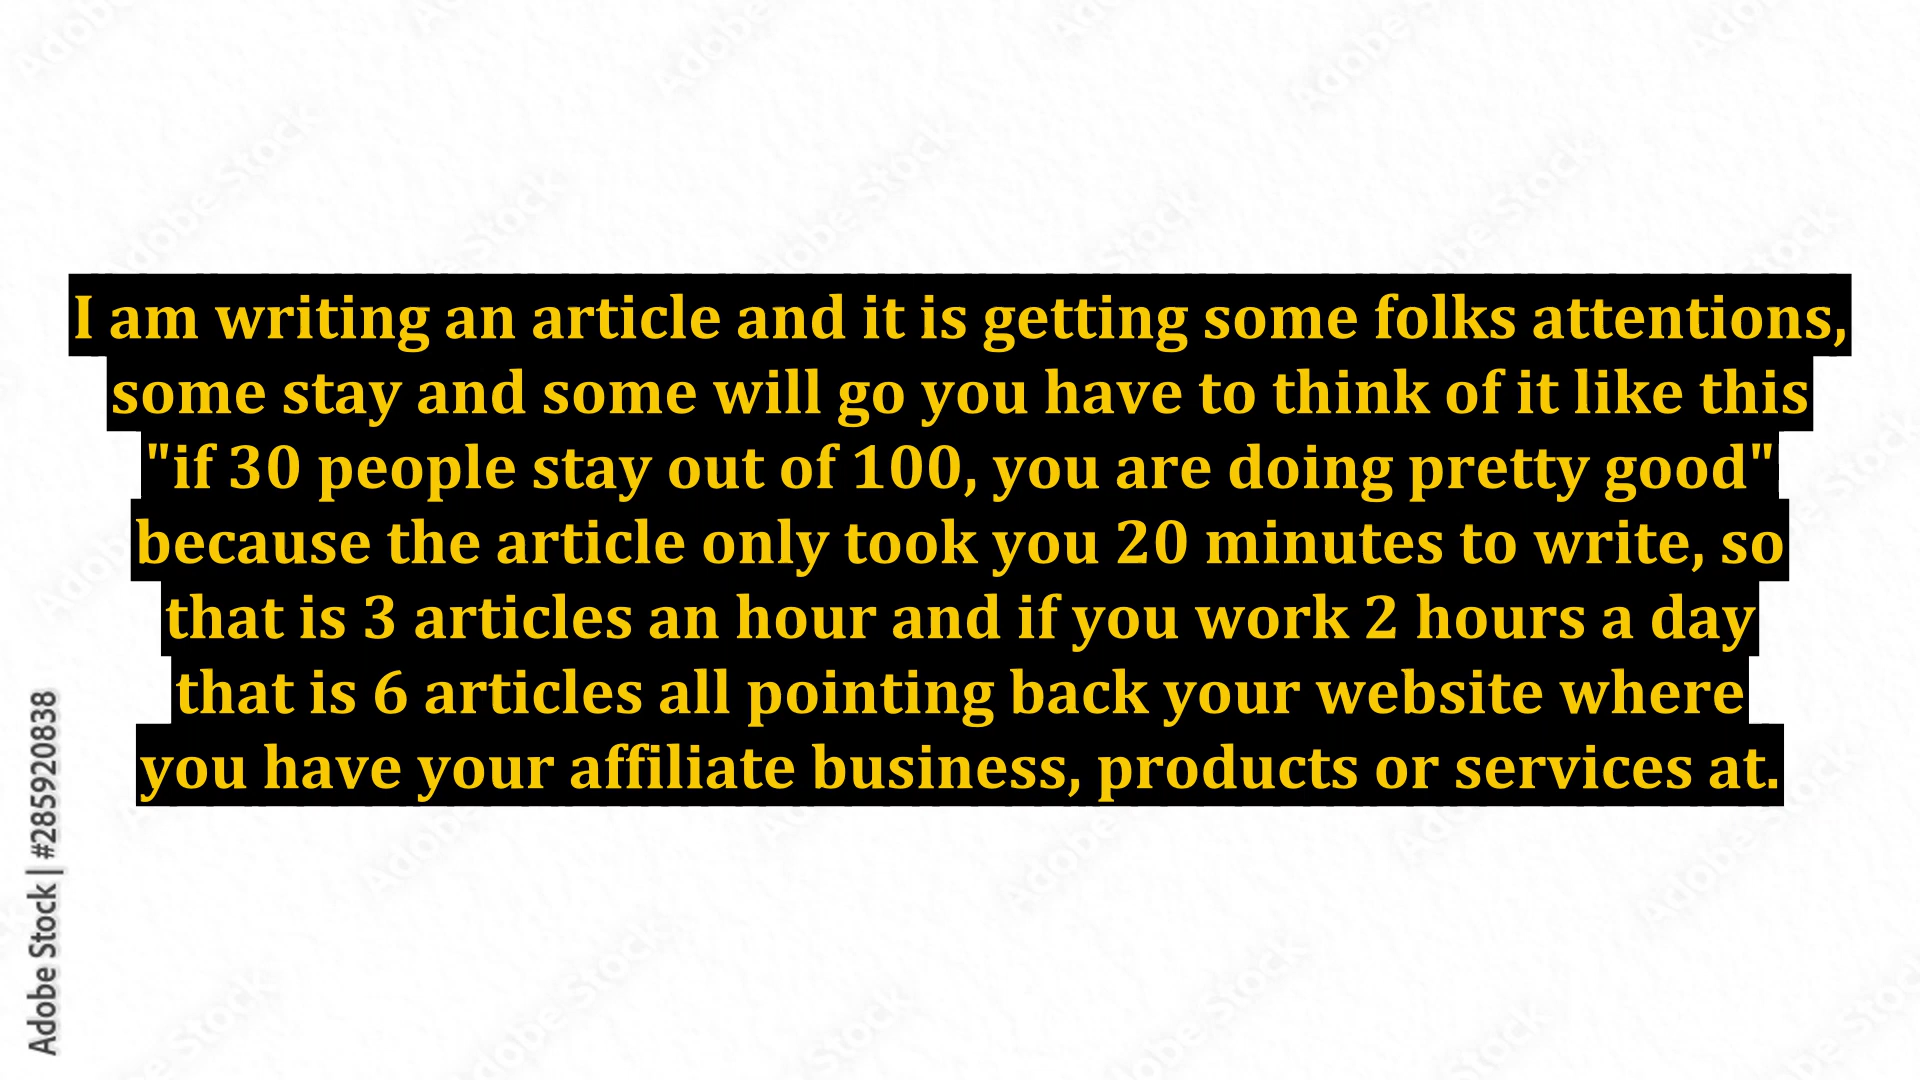 I am writing an article and it is getting some folks attentions,
some stay and some will go you have to think of it like this
"if 30 people stay out of 100, you are doing pretty good"
because the article only took you 20 minutes to write, so
that is 3 articles an hour and if you work 2 hours a day
that is 6 articles all pointing back your website where
you have your affiliate business, products or services at.
Adobe Stock | #285920838